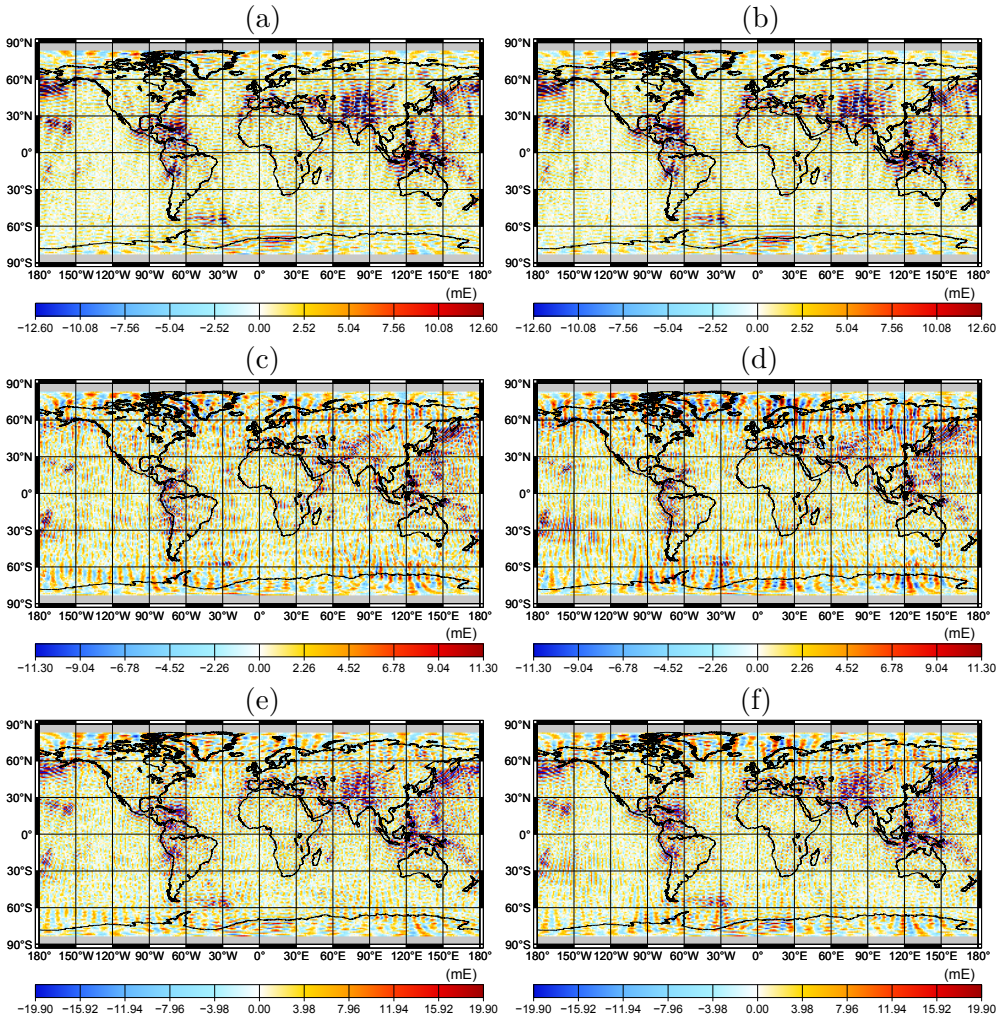 (a) (b)
90°N 90°N
60°N 60°N
30°N 30°N
0° 0°
30°S 30°S
60°S 60°S
90°S 90°S
180° 150°W 120°W 90°W 60°W 30°W 0° 30°E 60°E 90°E 120°E 150°E 180° 180° 150°W 120°W 90°W 60°W 30°W 0° 30°E 60°E 90°E 120°E 150°E 180°
(mE) (mE)
−12.60 −10.08 −7.56 −5.04 −2.52 0.00 2.52 5.04 7.56 10.08 12.60 −12.60 −10.08 −7.56 −5.04 −2.52 0.00 2.52 5.04 7.56 10.08 12.60
(c) (d)
90°N 90°N
60°N 60°N
30°N 30°N
0° 0°
30°S 30°S
60°S 60°S
90°S 90°S
180° 150°W 120°W 90°W 60°W 30°W 0° 30°E 60°E 90°E 120°E 150°E 180° 180° 150°W 120°W 90°W 60°W 30°W 0° 30°E 60°E 90°E 120°E 150°E 180°
(mE) (mE)
−11.30 −9.04 −6.78 −4.52 −2.26 0.00 2.26 4.52 6.78 9.04 11.30 −11.30 −9.04 −6.78 −4.52 −2.26 0.00 2.26 4.52 6.78 9.04 11.30
(e) (f)
90°N 90°N
60°N 60°N
30°N 30°N
0° 0°
30°S 30°S
60°S 60°S
90°S 90°S
180° 150°W 120°W 90°W 60°W 30°W 0° 30°E 60°E 90°E 120°E 150°E 180° 180° 150°W 120°W 90°W 60°W 30°W 0° 30°E 60°E 90°E 120°E 150°E 180°
(mE) (mE)
−19.90 −15.92 −11.94 −7.96 −3.98 0.00 3.98 7.96 11.94 15.92 19.90 −19.90 −15.92 −11.94 −7.96 −3.98 0.00 3.98 7.96 11.94 15.92 19.90